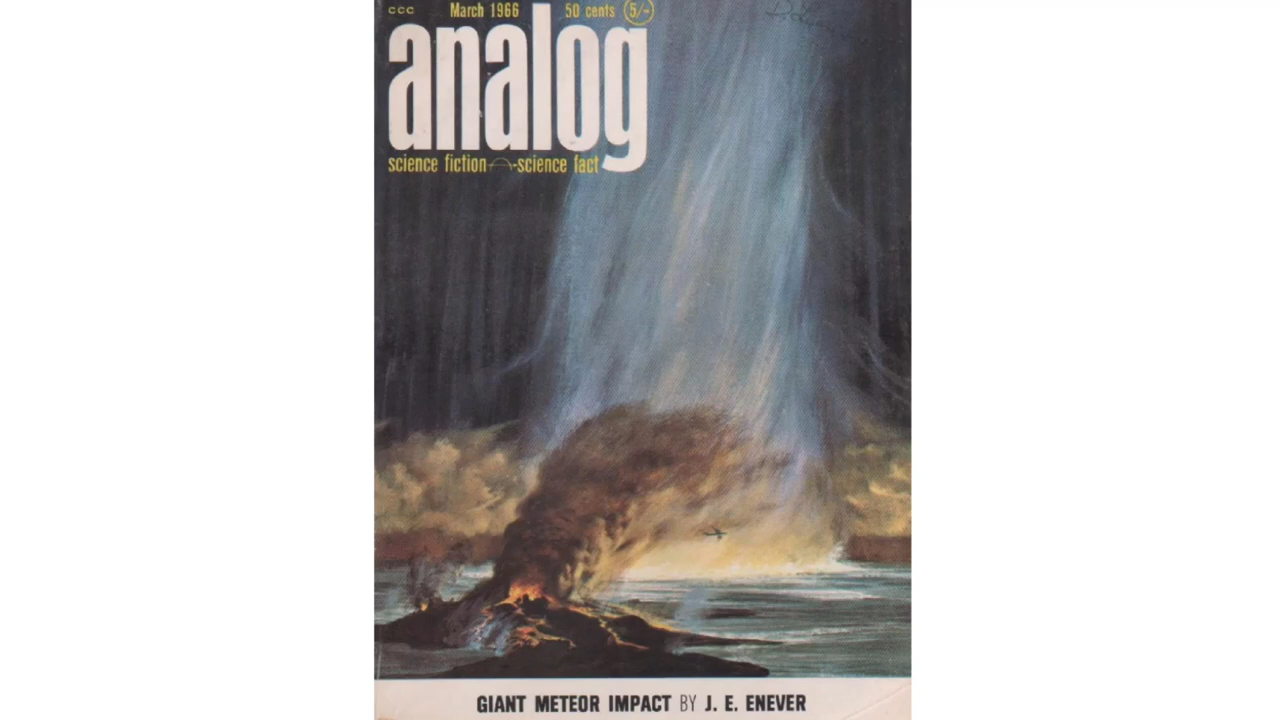 ccc March 1966 50 cents 5/-
analog
science fiction science fact
GIANT METEOR IMPACT BY J. E. ENEVER